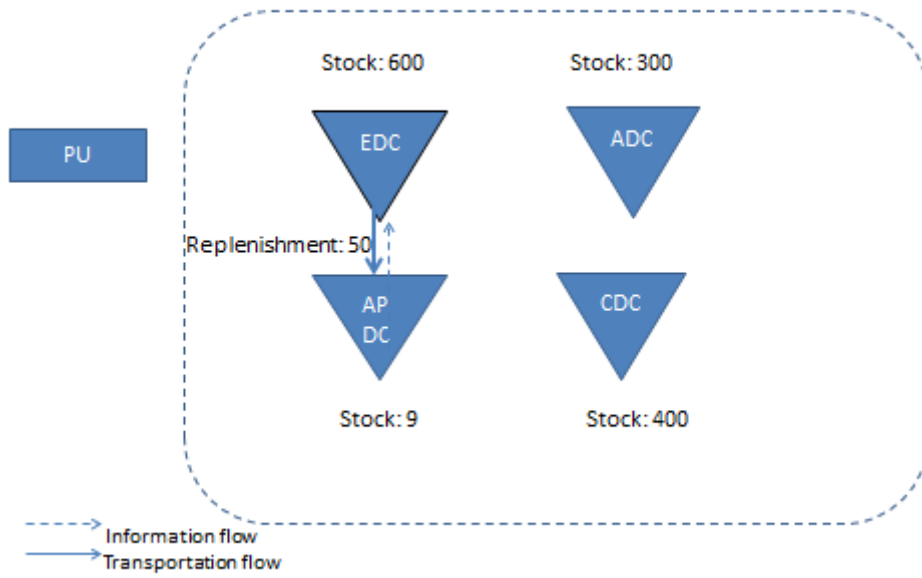 Stock: 600
Stock: 300
PU
EDC
ADC
Replenishment: 50
AP
DC
CDC
Stock: 9
Stock: 400
Information flow
Transportation flow